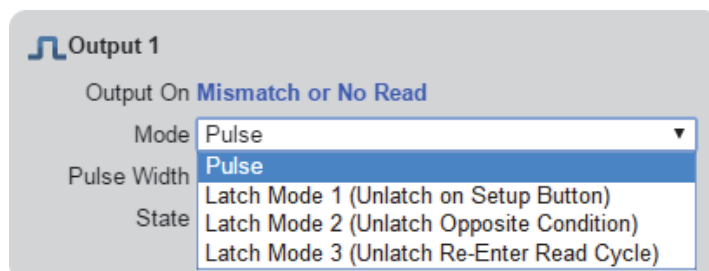 Output 1
Output On Mismatch or No Read
Mode Pulse
Pulse Width Pulse
Latch Mode 1 (Unlatch on Setup Button)
State Latch Mode 2 (Unlatch Opposite Condition)
Latch Mode 3 (Unlatch Re-Enter Read Cycle)